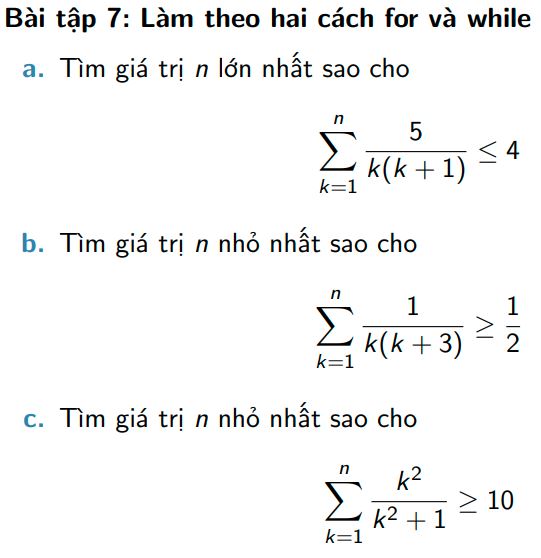 Bài tập 7: Làm theo hai cách for và while
a. Tìm giá trị n lớn nhất sao cho
$\sum_{k=1}^{n} \frac{5}{k(k+1)} \leq 4$
b. Tìm giá trị n nhỏ nhất sao cho
$\sum_{k=1}^{n} \frac{1}{k(k+3)} \geq \frac{1}{2}$
c. Tìm giá trị n nhỏ nhất sao cho
$\sum_{k=1}^{n} \frac{k^2}{k^2+1} \geq 10$